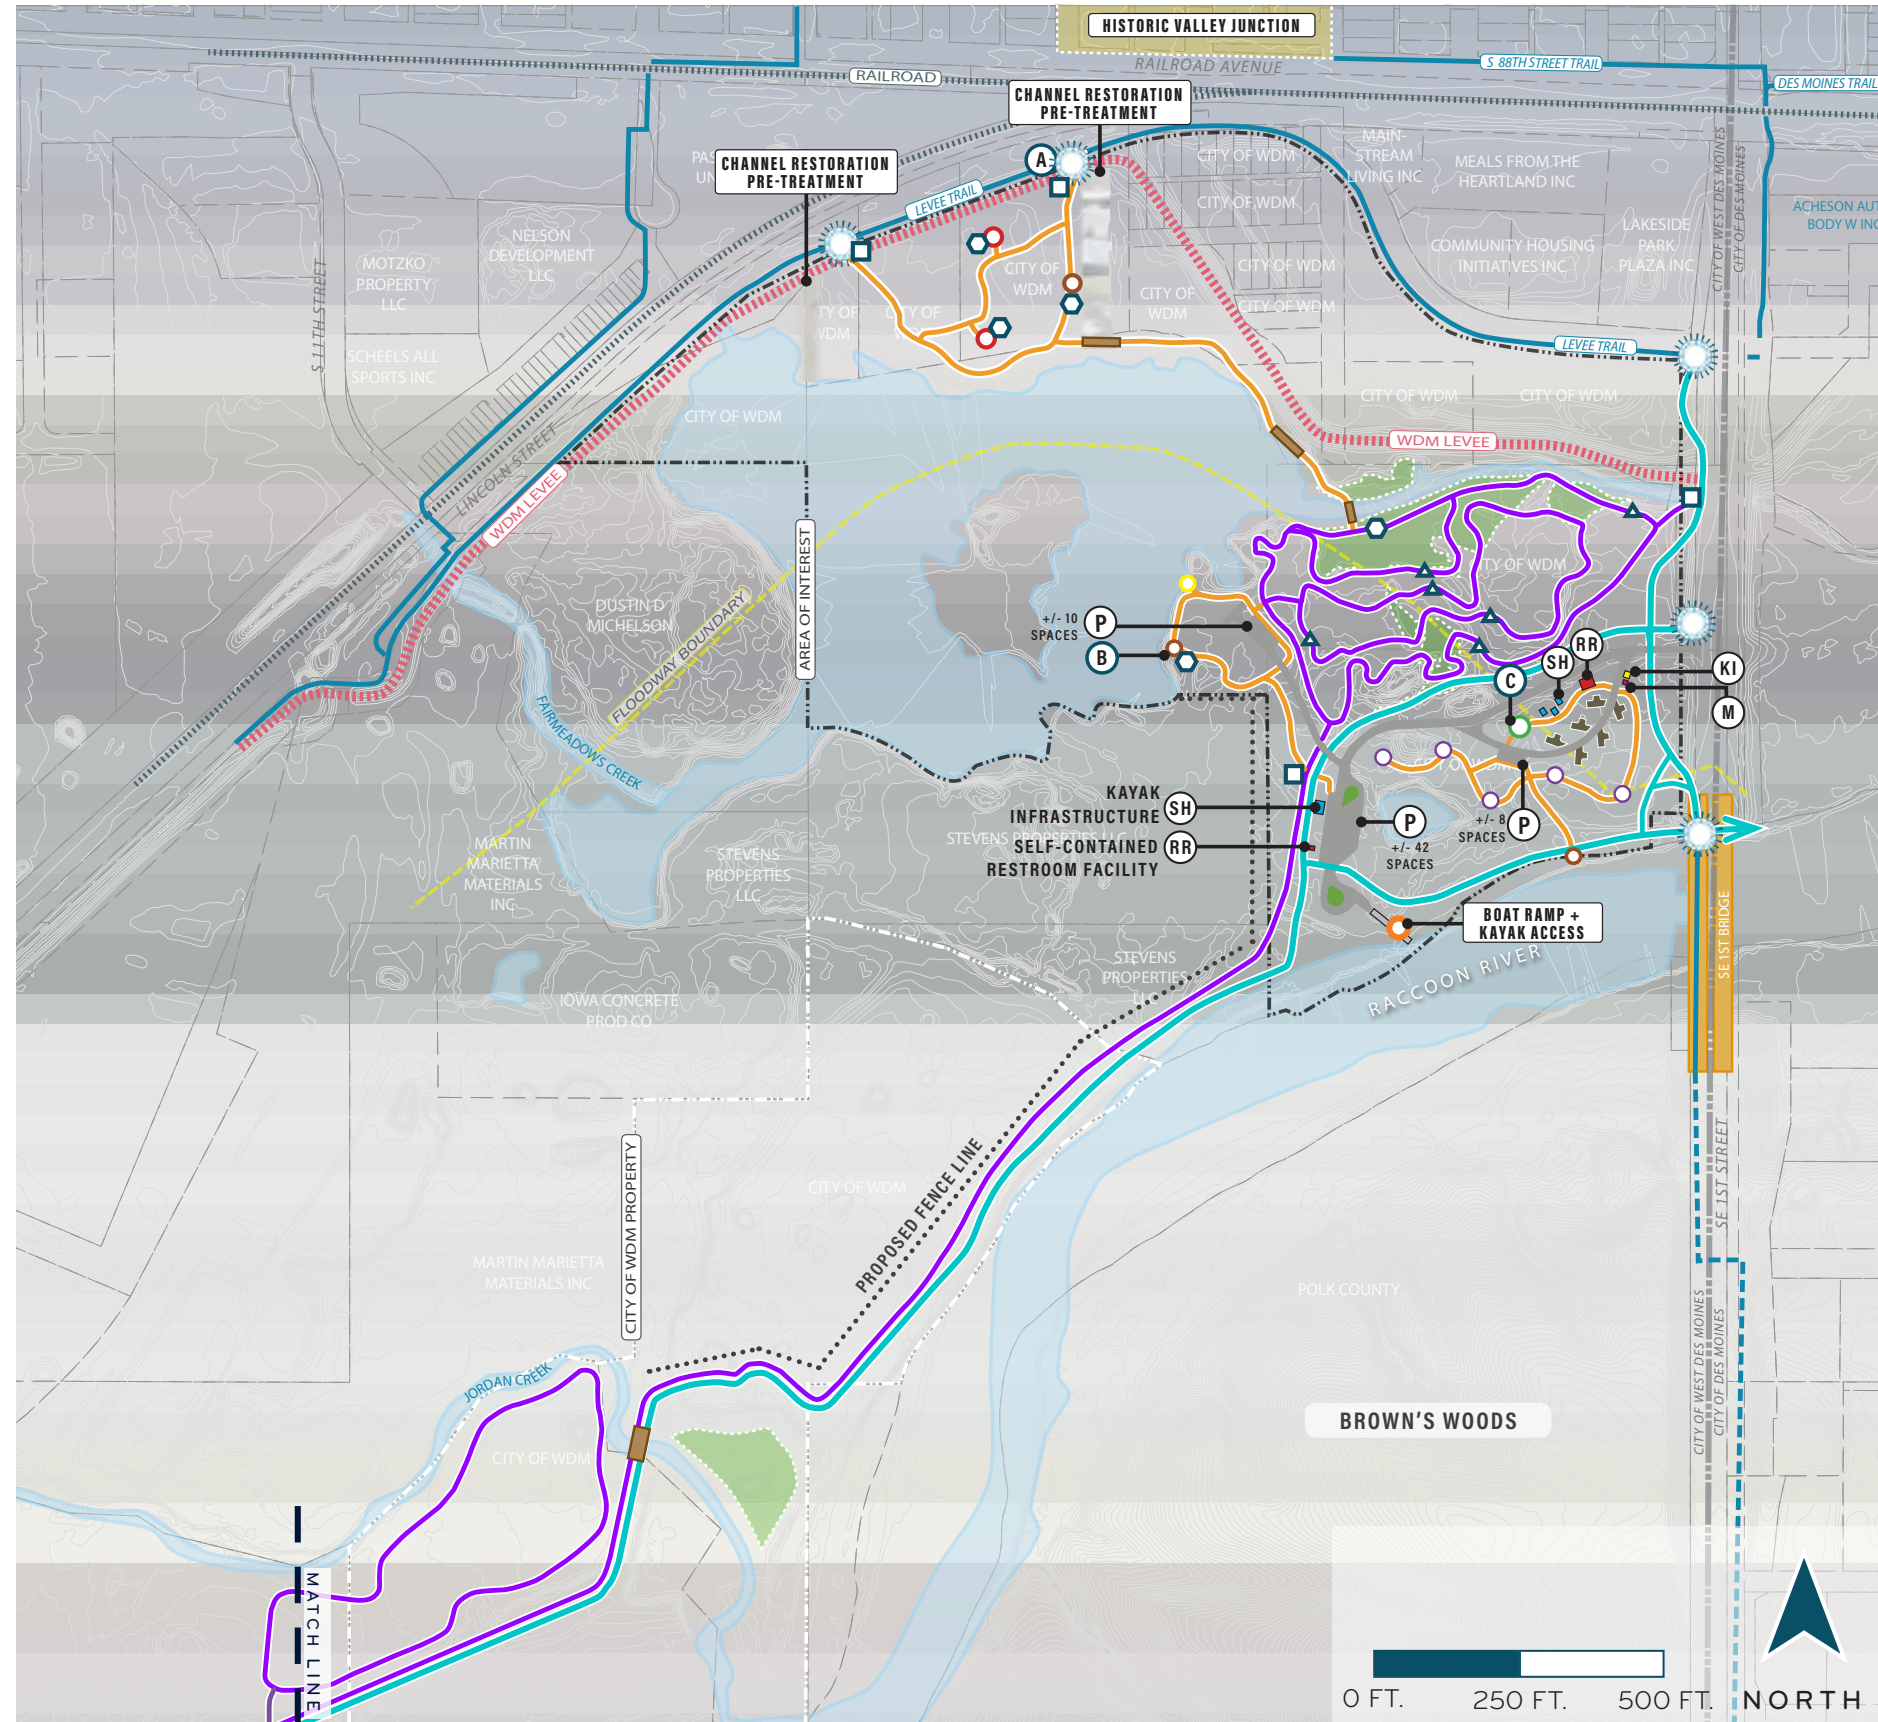 HISTORIC VALLEY JUNCTION
RAILROAD AVENUE
S 88TH STREET TRAIL
DES MOINES TRAIL
RAILROAD
CHANNEL RESTORATION
PRE-TREATMENT
CHANNEL RESTORATION
PRE-TREATMENT
A
LEVEE TRAIL
CITY OF WDM
CITY OF WDM
MAIN-
STREAM
LIVING INC
MEALS FROM THE
HEARTLAND INC
CITY OF WEST DES MOINES
CITY OF DES MOINES
ACHESON AUT
BODY W INC
LAKESIDE
PARK
PLAZA INC
COMMUNITY HOUSING
INITIATIVES INC
NELSON
DEVELOPMENT
LLC
MOTZKO
PROPERTY
LLC
S 11TH STREET
SCHEELS ALL
SPORTS INC
CITY OF
WDM
CITY OF WDM
CITY OF
WDM
CITY OF WDM
LEVEE TRAIL
CITY OF WDM
CITY OF WDM
CITY OF WDM
WDM LEVEE
LINCOLN STREET
WDM LEVEE
AREA OF INTEREST
DUSTIN D
MICHELSON
FLOODWAY BOUNDARY
FAIRMEADOWS CREEK
+/- 10
SPACES
P
B
C
SH
RR
KI
M
KAYAK
INFRASTRUCTURE
SH
SELF-CONTAINED
RESTROOM FACILITY
RR
P
+/- 42
SPACES
+/- 8
SPACES
P
STEVENS PROPERTIES LLC
MARTIN
MARIETTA
MATERIALS
INC
STEVENS
PROPERTIES
LLC
BOAT RAMP +
KAYAK ACCESS
SE 1ST BRIDGE
RACCOON RIVER
STEVENS
PROPERTIES
IOWA CONCRETE
PROD CO
CITY OF WDM PROPERTY
CITY OF WDM
PROPOSED FENCE LINE
SE 1ST STREET
MARTIN MARIETTA
MATERIALS INC
POLK COUNTY
CITY OF WEST DES MOINES
CITY OF DES MOINES
JORDAN CREEK
BROWN'S WOODS
CITY OF WDM
MATCH LINE
0 FT.
250 FT.
500 FT.
NORTH